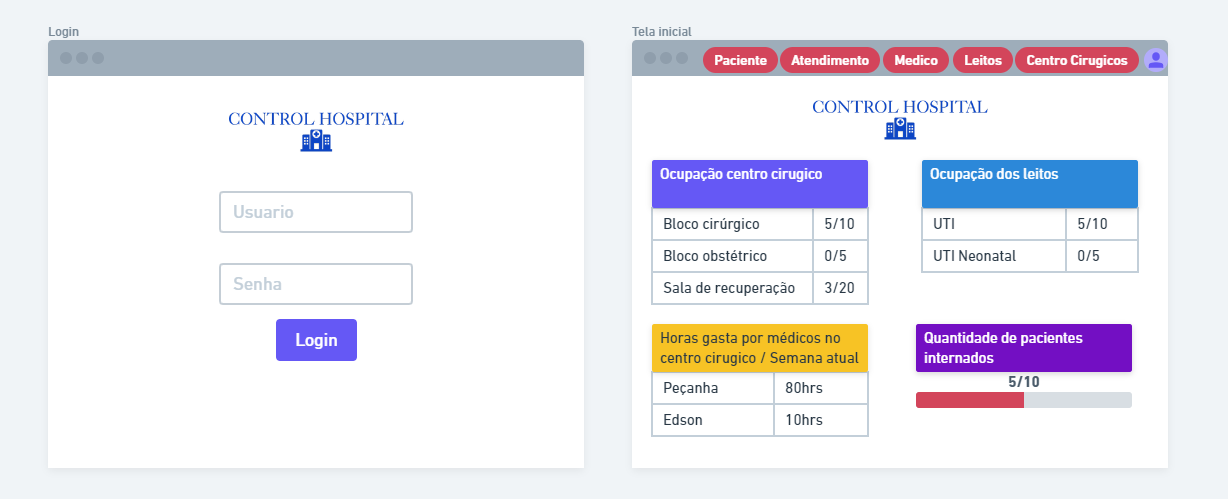 Login
CONTROL HOSPITAL
Usuario
Senha
Login
Tela inicial
Paciente
Atendimento
Medico
Leitos
Centro Cirugicos
CONTROL HOSPITAL
Ocupação centro cirugico
Bloco cirúrgico 5/10
Bloco obstétrico 0/5
Sala de recuperação 3/20
Ocupação dos leitos
UTI 5/10
UTI Neonatal 0/5
Horas gasta por médicos no
centro cirugico / Semana atual
Peçanha 80hrs
Edson 10hrs
Quantidade de pacientes
internados
5/10